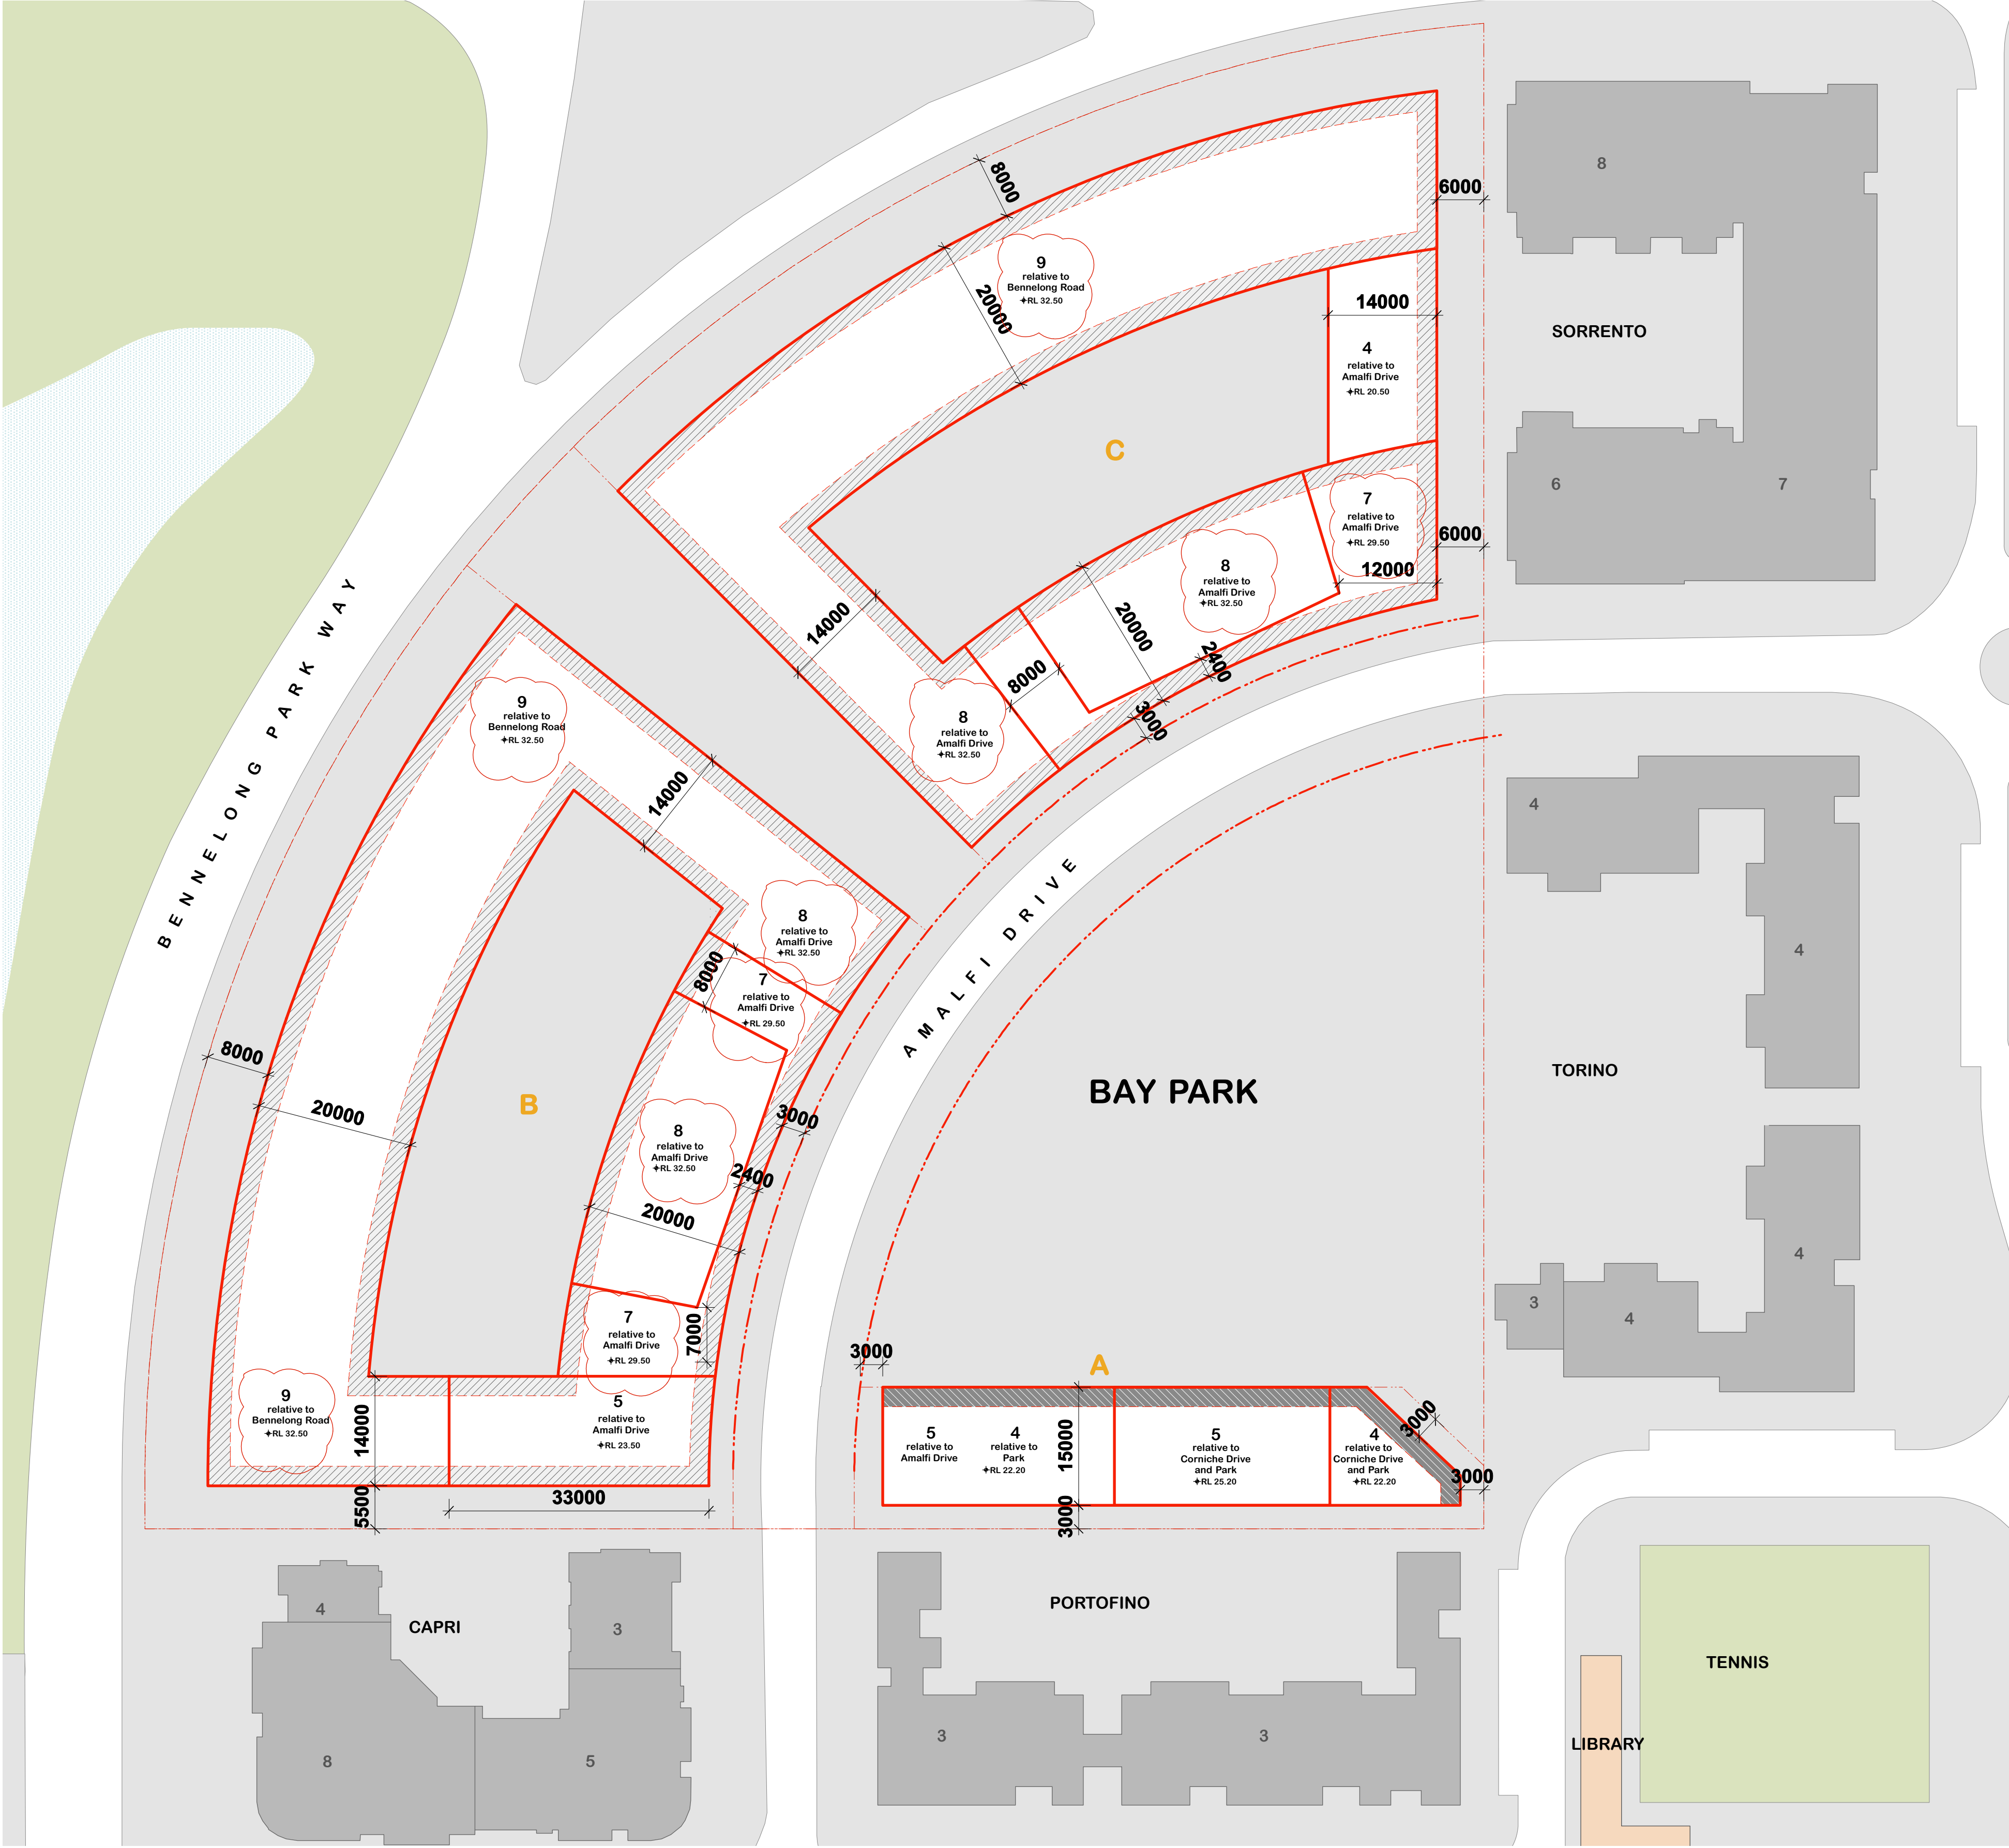 8000
6000
8
9
relative to
Bennelong Road
RL 32.50
20000
14000
SORRENTO
4
relative to
Amalfi Drive
RL 20.50
C
6
7
7
relative to
Amalfi Drive
RL 29.50
6000
12000
8
relative to
Amalfi Drive
RL 32.50
20000
14000
2400
8000
3000
8
relative to
Amalfi Drive
RL 32.50
BENNELONG PARK WAY
9
relative to
Bennelong Road
RL 32.50
14000
8
relative to
Amalfi Drive
RL 32.50
8000
7
relative to
Amalfi Drive
RL 29.50
AMALFI DRIVE
4
4
BAY PARK
TORINO
8000
20000
B
3000
8
relative to
Amalfi Drive
RL 32.50
2400
20000
4
3
4
7
relative to
Amalfi Drive
RL 29.50
7000
3000
A
9
relative to
Bennelong Road
RL 32.50
14000
5
relative to
Amalfi Drive
RL 23.50
5500
33000
5
relative to
Amalfi Drive
4
relative to
Park
RL 22.20
15000
3000
5
relative to
Corniche Drive
and Park
RL 25.20
4
relative to
Corniche Drive
and Park
RL 22.20
3000
3000
4
CAPRI
3
8
5
PORTOFINO
3
3
TENNIS
LIBRARY